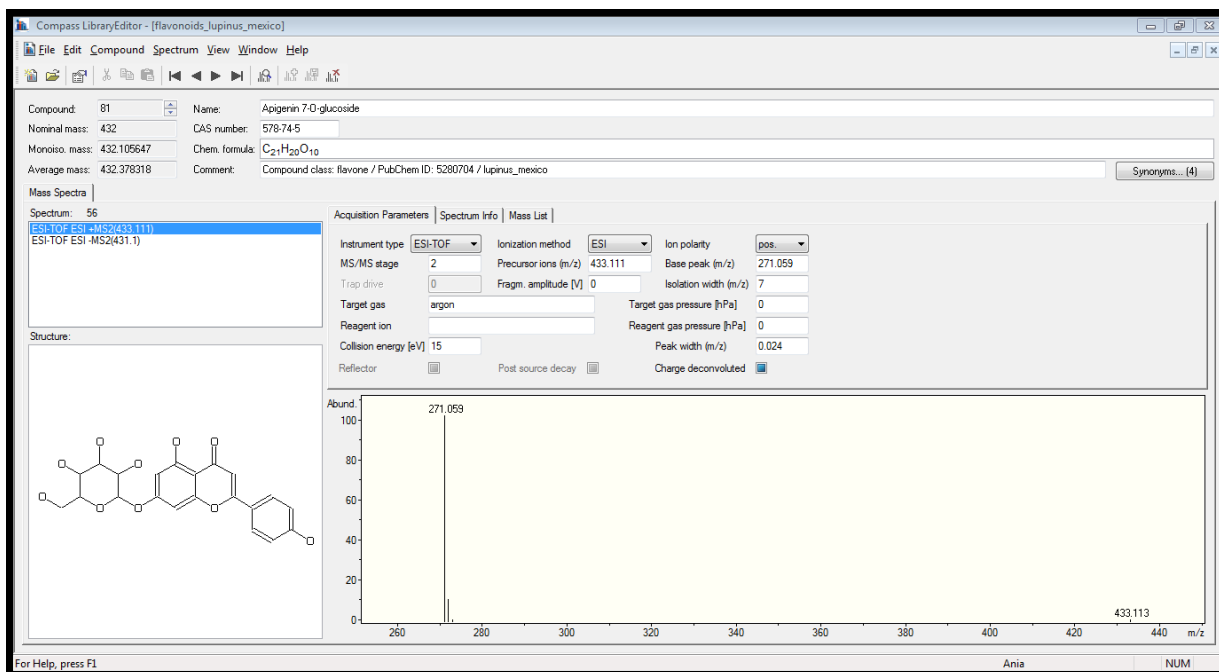 Compass LibraryEditor - [flavonoids_lupinus_mexico]
File Edit Compound Spectrum View Window Help
Compound: 81 Name: Apigenin 7-O-glucoside
Nominal mass: 432 CAS number: 578-74-5
Monoiso. mass: 432.105647 Chem. formula: C21H20O10
Average mass: 432.378318 Comment: Compound class: flavone / PubChem ID: 5280704 / lupinus_mexico Synonyms... (4)
Mass Spectra
Spectrum: 56
ESI-TOF ESI +MS2(433.111)
ESI-TOF ESI -MS2(431.1)
Acquisition Parameters Spectrum Info Mass List
Instrument type ESI-TOF Ionization method ESI Ion polarity pos.
MS/MS stage 2 Precursor ions (m/z) 433.111 Base peak (m/z) 271.059
Trap drive 0 Fragm. amplitude [V] 0 Isolation width (m/z) 7
Target gas argon Target gas pressure [hPa] 0
Reagent ion Reagent gas pressure [hPa] 0
Collision energy [eV] 15 Peak width (m/z) 0.024
Reflector Post source decay Charge deconvoluted
Structure:
O O O
O O
O
O O O
O
Abund.
271.059
100
80
60
40
20
0
433.113
260 280 300 320 340 360 380 400 420 440 m/z
For Help, press F1 Ania NUM